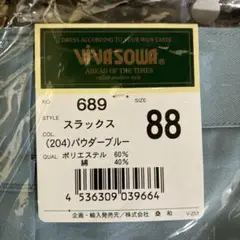 DRESS ACCORDING TO YOUR OWN TASTE
VIVASOWA
AHEAD OF THE TIMES
NO. 689
SIZE 88
STYLE スラックス
COL. (204)パウダーブルー
QUAL. ポリエステル 60%
綿 40%
4 536309 039664
企画・輸入発売元/株式会社 桑和